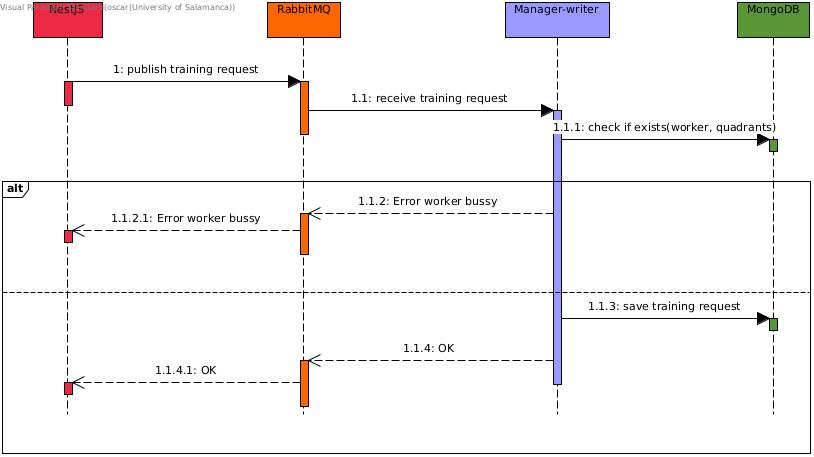 Visual Pa oscar(University of Salamanca))
NestJS
RabbitMQ
Manager-writer
MongoDB
1: publish training request
1.1: receive training request
1.1.1: check if exists(worker, quadrants)
alt
1.1.2: Error worker bussy
1.1.2.1: Error worker bussy
1.1.3: save training request
1.1.4: OK
1.1.4.1: OK